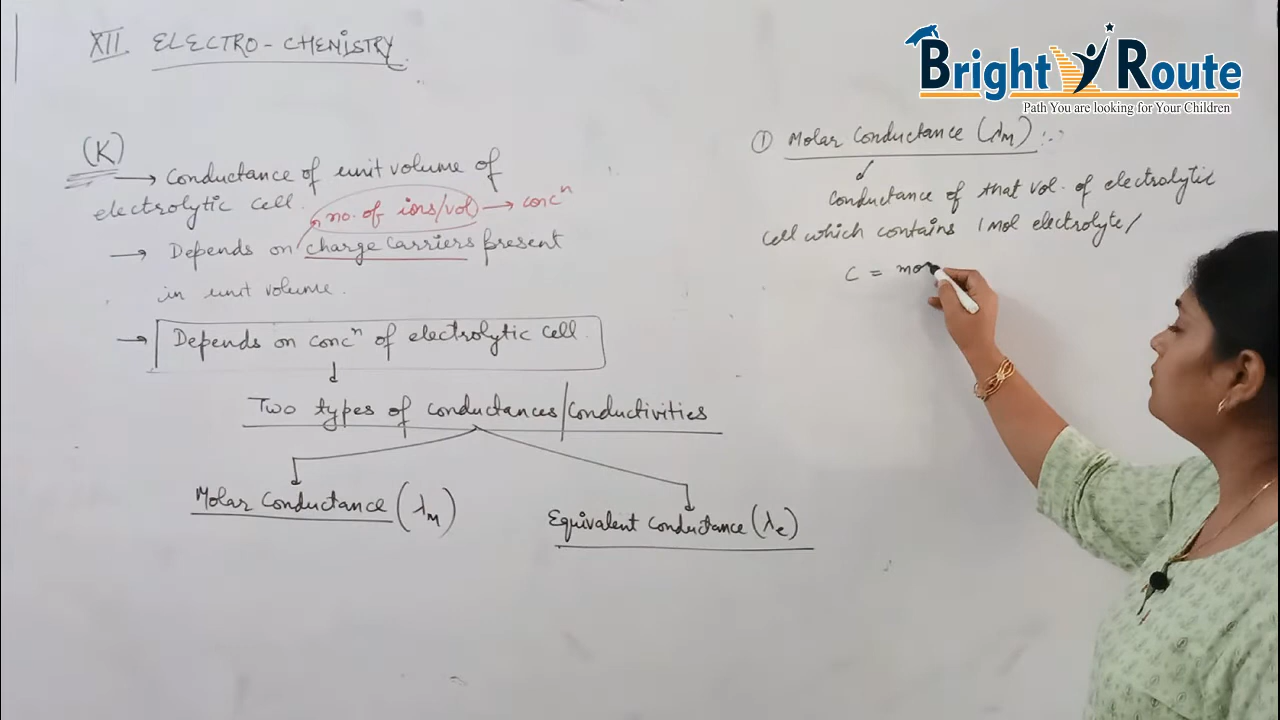 XII. ELECTRO-CHEMISTRY
Bright Route
Path You are looking for Your Children
(K)
→ Conductance of unit volume of
electrolytic cell.
no. of ions/vol → concⁿ
→ Depends on charge carriers present
in unit volume.
→ Depends on concⁿ of electrolytic cell.
Two types of conductances/conductivities
Molar Conductance (λM)
Equivalent Conductance (λe)
① Molar Conductance (λM) :-
Conductance of that vol. of electrolytic
cell which contains 1 mol electrolyte/
C = mo